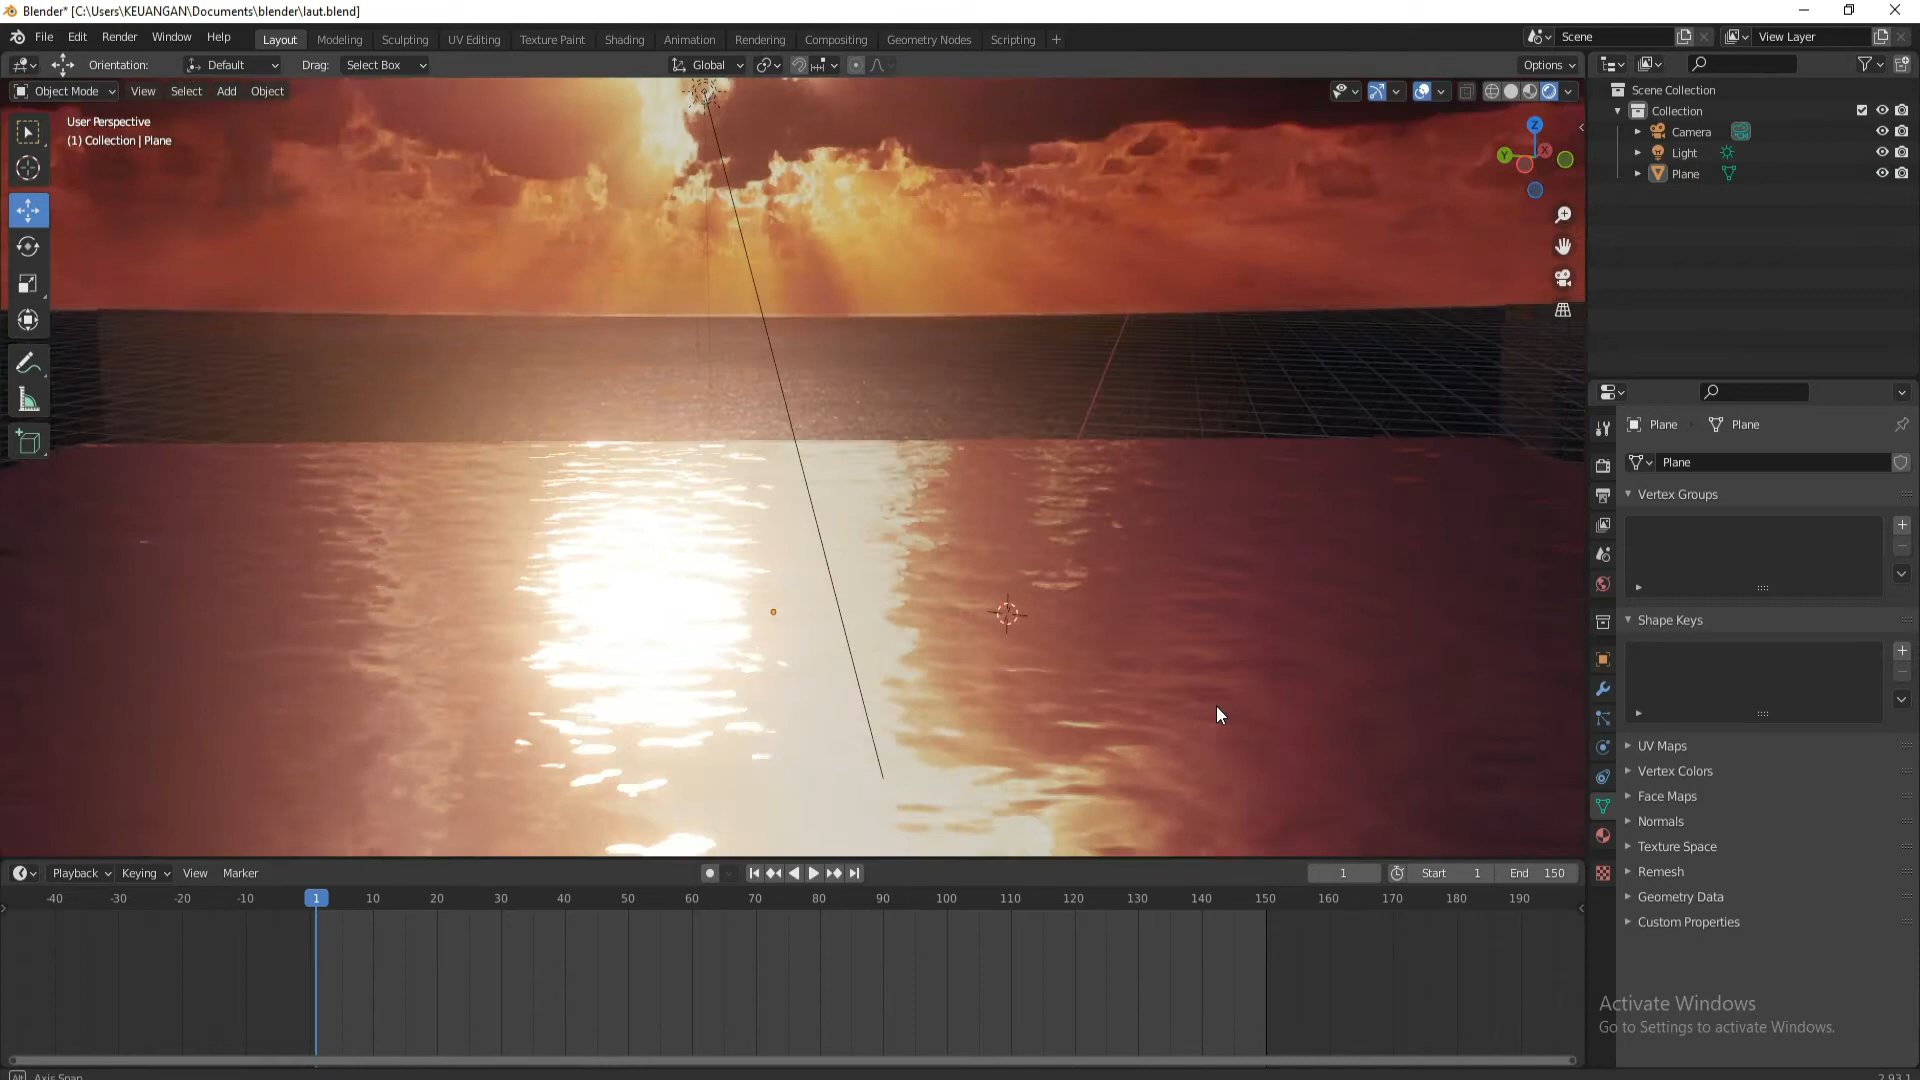 Blender* [C:\Users\KEUANGAN\Documents\blender\laut.blend]
File Edit Render Window Help Layout Modeling Sculpting UV Editing Texture Paint Shading Animation Rendering Compositing Geometry Nodes Scripting + Scene View Layer
Orientation: Default Drag: Select Box Global Options
Object Mode View Select Add Object
User Perspective
(1) Collection | Plane
Z
Y X
Scene Collection
Collection
Camera
Light
Plane
Plane Plane
Plane
Vertex Groups
Shape Keys
UV Maps
Vertex Colors
Face Maps
Normals
Texture Space
Remesh
Geometry Data
Custom Properties
Playback Keying View Marker 1 Start 1 End 150
-40 -30 -20 -10 1 10 20 30 40 50 60 70 80 90 100 110 120 130 140 150 160 170 180 190
Activate Windows
Go to Settings to activate Windows.
Alt Axis Snap 2.93.1